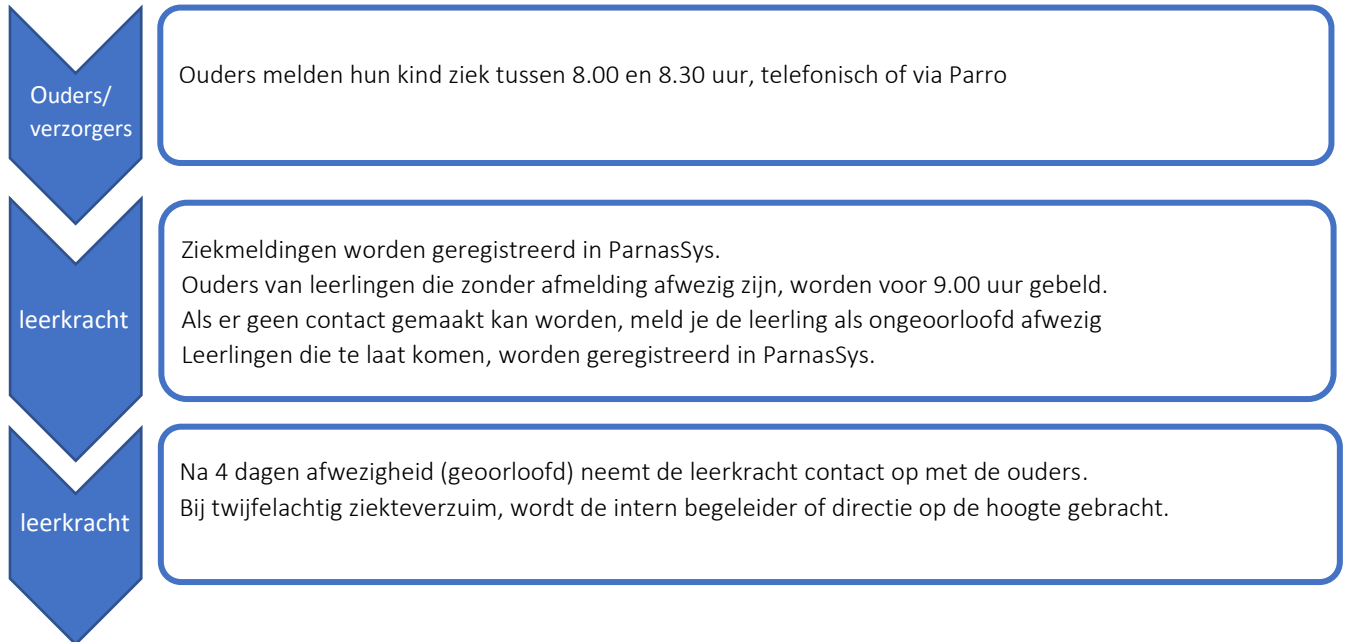 Ouders/
verzorgers
Ouders melden hun kind ziek tussen 8.00 en 8.30 uur, telefonisch of via Parro
leerkracht
Ziekmeldingen worden geregistreerd in ParnasSys.
Ouders van leerlingen die zonder afmelding afwezig zijn, worden voor 9.00 uur gebeld.
Als er geen contact gemaakt kan worden, meld je de leerling als ongeoorloofd afwezig
Leerlingen die te laat komen, worden geregistreerd in ParnasSys.
leerkracht
Na 4 dagen afwezigheid (geoorloofd) neemt de leerkracht contact op met de ouders.
Bij twijfelachtig ziekteverzuim, wordt de intern begeleider of directie op de hoogte gebracht.